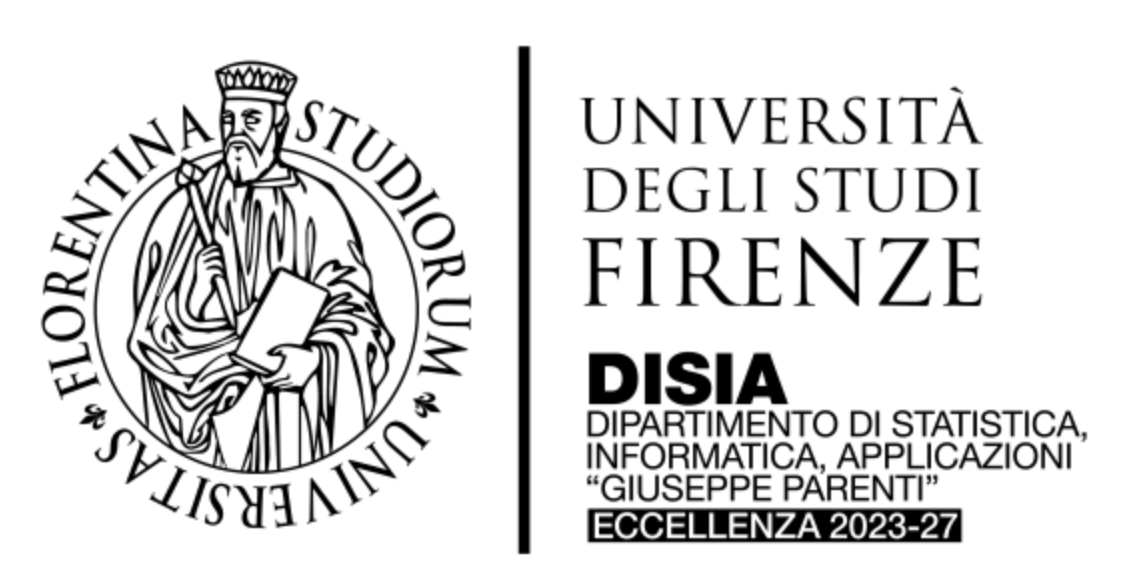 FLORENTINA STUDIORUM UNIVERSITAS
UNIVERSITÀ
DEGLI STUDI
FIRENZE
DISIA
DIPARTIMENTO DI STATISTICA,
INFORMATICA, APPLICAZIONI
“GIUSEPPE PARENTI”
ECCELLENZA 2023-27